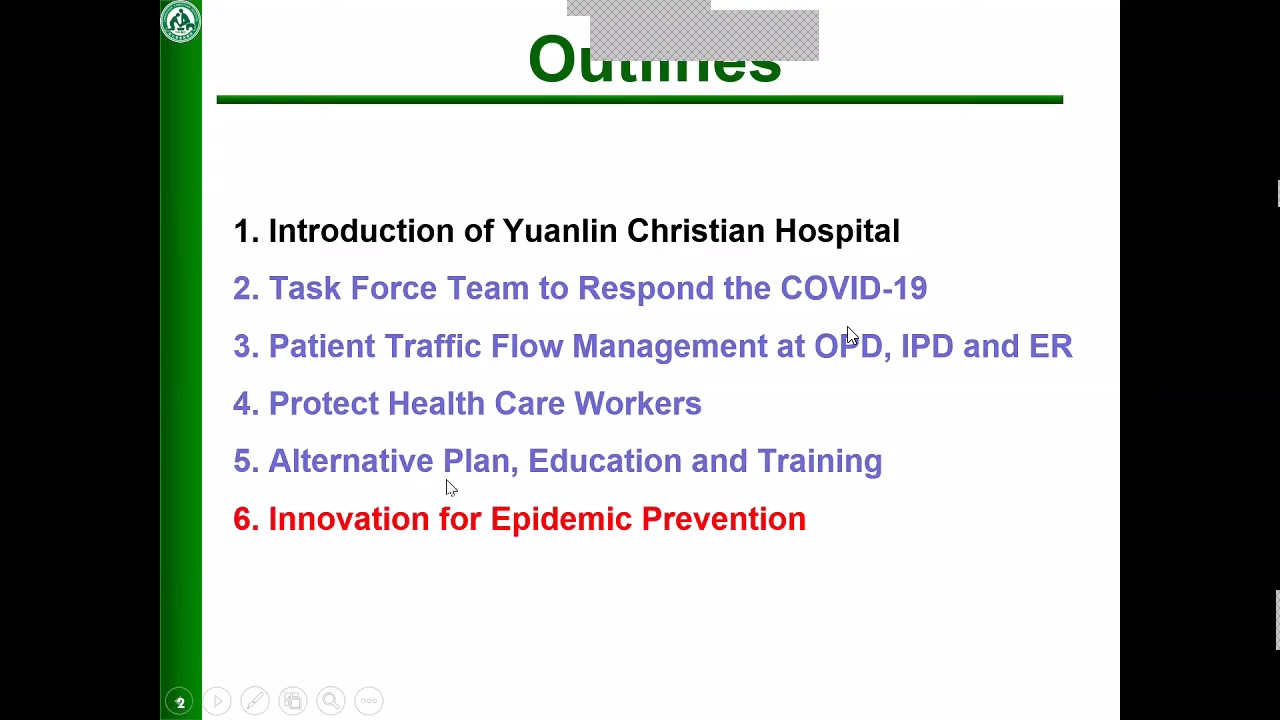 Outlines
1. Introduction of Yuanlin Christian Hospital
2. Task Force Team to Respond the COVID-19
3. Patient Traffic Flow Management at OPD, IPD and ER
4. Protect Health Care Workers
5. Alternative Plan, Education and Training
6. Innovation for Epidemic Prevention
2